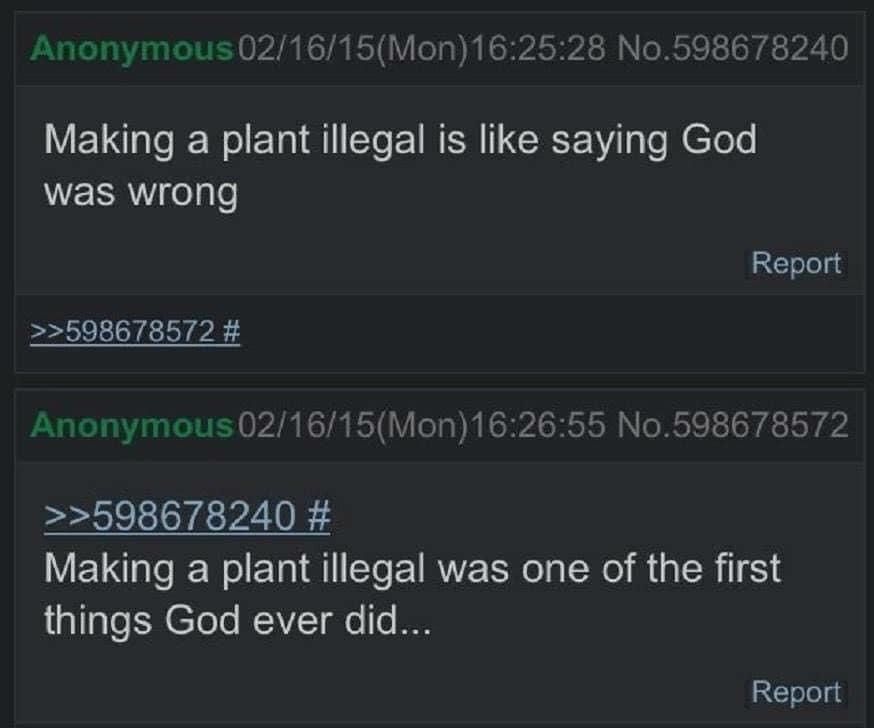 Anonymous 02/16/15(Mon)16:25:28 No.598678240
Making a plant illegal is like saying God
was wrong
Report
>>598678572 #
Anonymous 02/16/15(Mon)16:26:55 No.598678572
>>598678240 #
Making a plant illegal was one of the first
things God ever did...
Report